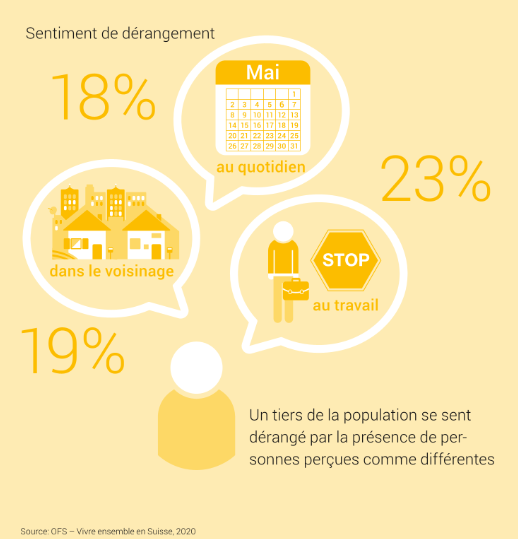 Sentiment de dérangement
18%
Mai
1
2 3 4 5 6 7
8 9 10 11 12 13
14 15 16 17 18 19
20 21 22 23 24 25
26 27 28 29 30 31
au quotidien
23%
dans le voisinage
STOP
au travail
19%
Un tiers de la population se sent
dérangé par la présence de per-
sonnes perçues comme différentes
Source: OFS – Vivre ensemble en Suisse, 2020